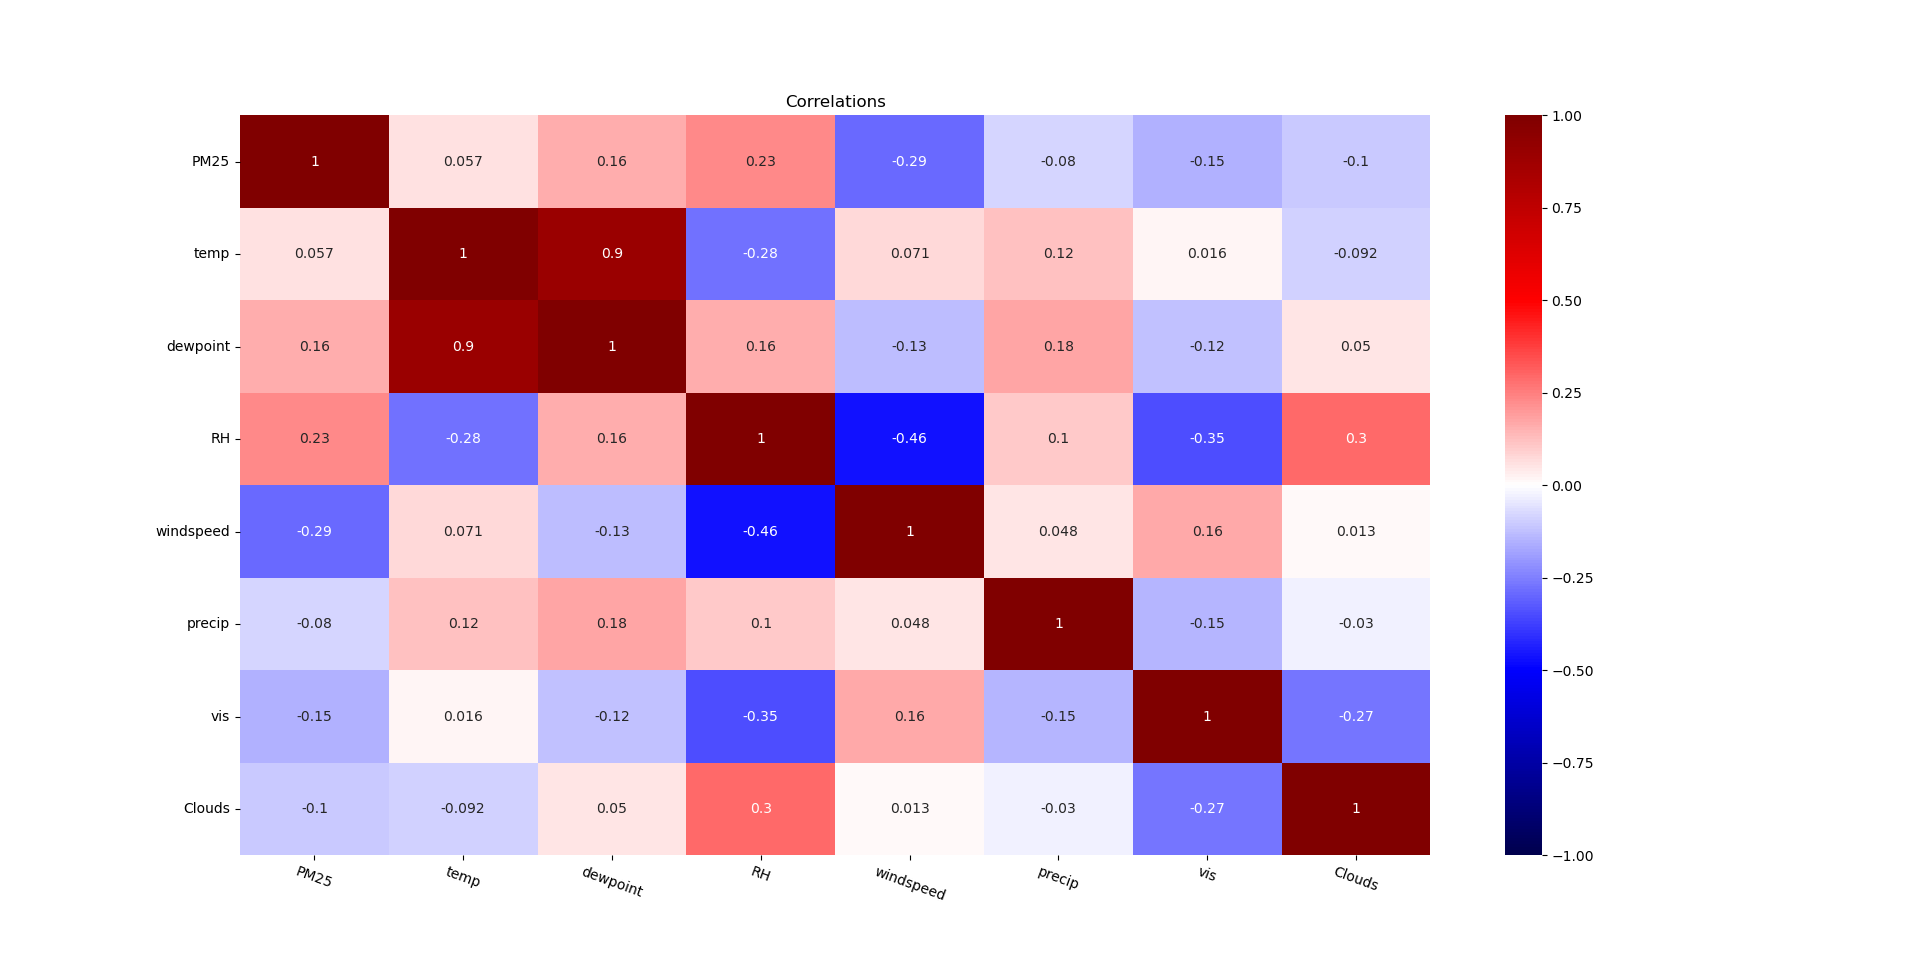 Correlations
PM25 1 0.057 0.16 0.23 -0.29 -0.08 -0.15 -0.1
temp 0.057 1 0.9 -0.28 0.071 0.12 0.016 -0.092
dewpoint 0.16 0.9 1 0.16 -0.13 0.18 -0.12 0.05
RH 0.23 -0.28 0.16 1 -0.46 0.1 -0.35 0.3
windspeed -0.29 0.071 -0.13 -0.46 1 0.048 0.16 0.013
precip -0.08 0.12 0.18 0.1 0.048 1 -0.15 -0.03
vis -0.15 0.016 -0.12 -0.35 0.16 -0.15 1 -0.27
Clouds -0.1 -0.092 0.05 0.3 0.013 -0.03 -0.27 1
PM25 temp dewpoint RH windspeed precip vis Clouds
1.00
0.75
0.50
0.25
0.00
−0.25
−0.50
−0.75
−1.00